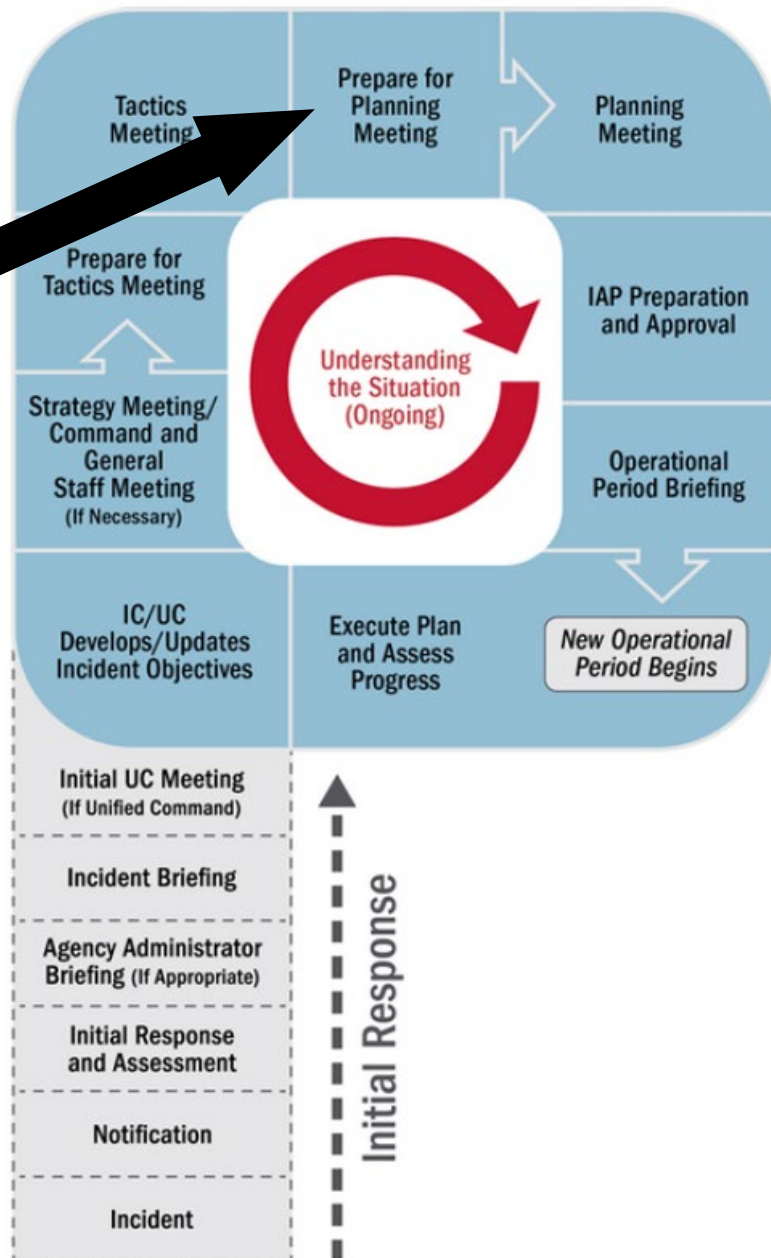 Tactics
Meeting
Prepare for
Planning
Meeting
Planning
Meeting
Prepare for
Tactics Meeting
Understanding
the Situation
(Ongoing)
IAP Preparation
and Approval
Strategy Meeting/
Command and
General
Staff Meeting
(If Necessary)
Operational
Period Briefing
IC/UC
Develops/Updates
Incident Objectives
Execute Plan
and Assess
Progress
New Operational
Period Begins
Initial UC Meeting
(If Unified Command)
Incident Briefing
Agency Administrator
Briefing (If Appropriate)
Initial Response
and Assessment
Notification
Incident
Initial Response